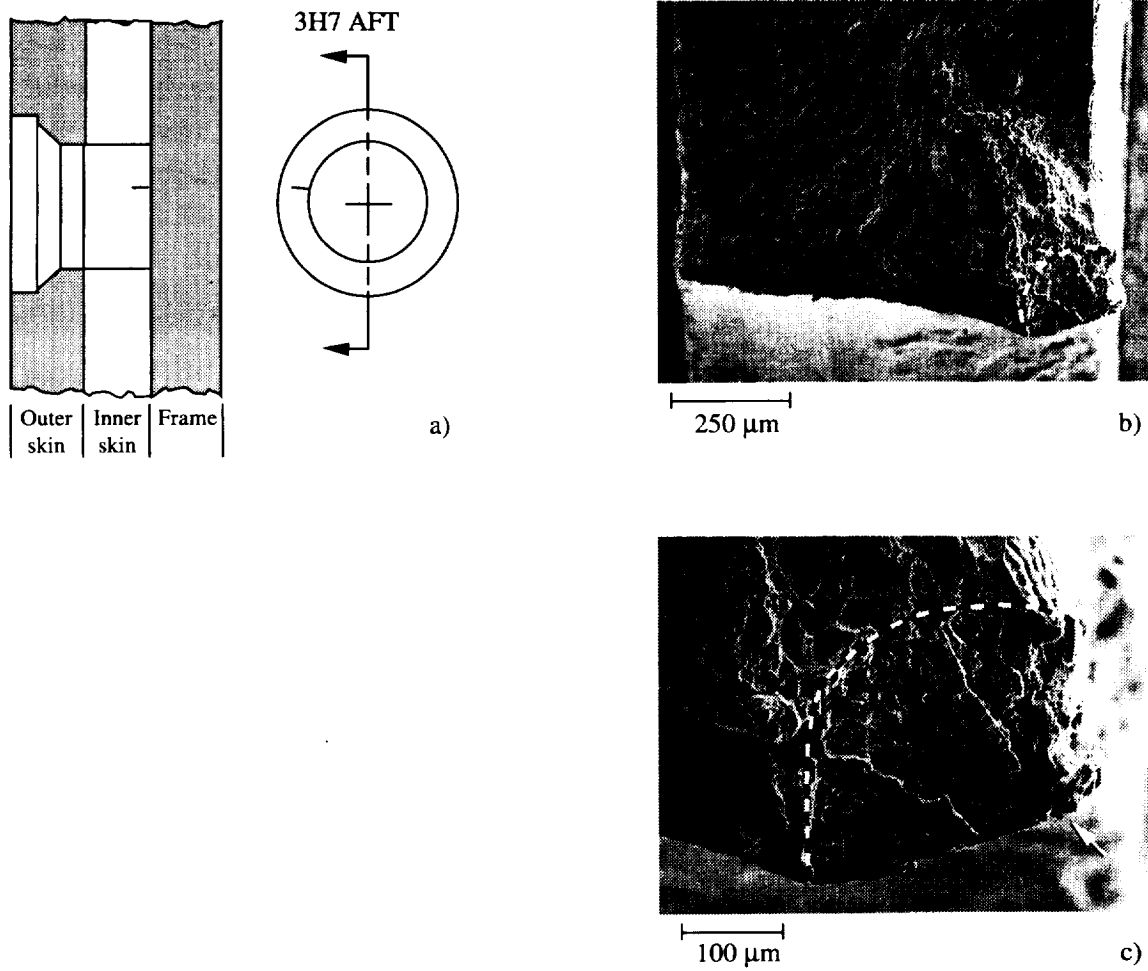 3H7 AFT
Outer skin
Inner skin
Frame
a)
250 μm
b)
100 μm
c)